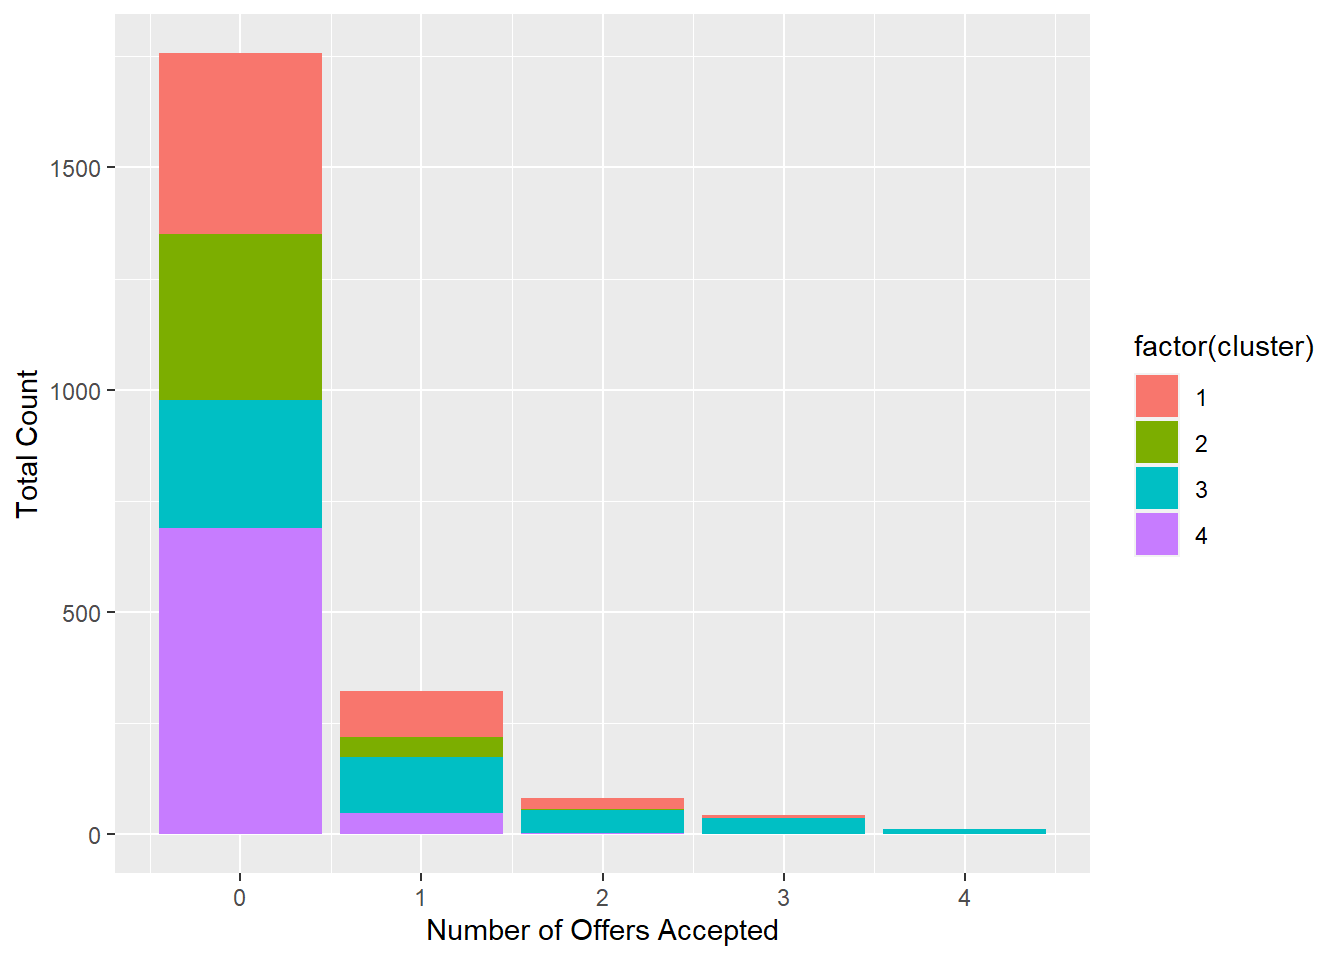 1500
1000
500
0
Total Count
0 1 2 3 4
Number of Offers Accepted
factor(cluster)
1
2
3
4